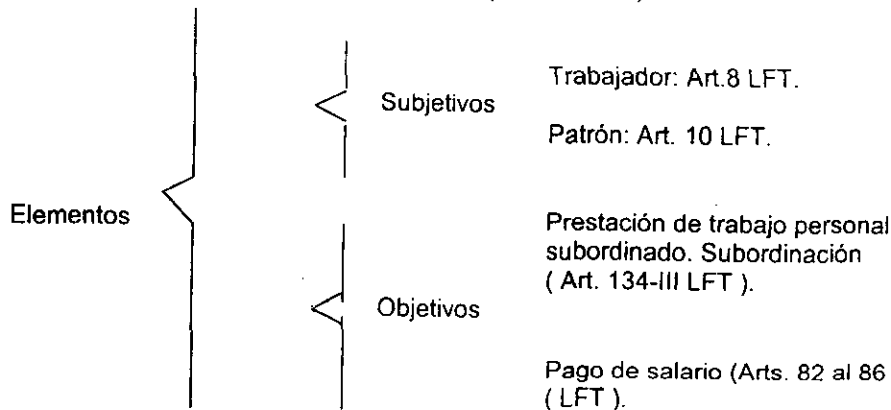 Trabajador: Art.8 LFT.
Subjetivos
Patrón: Art. 10 LFT.
Elementos
Prestación de trabajo personal
subordinado. Subordinación
( Art. 134-III LFT ).
Objetivos
Pago de salario (Arts. 82 al 86
( LFT ).